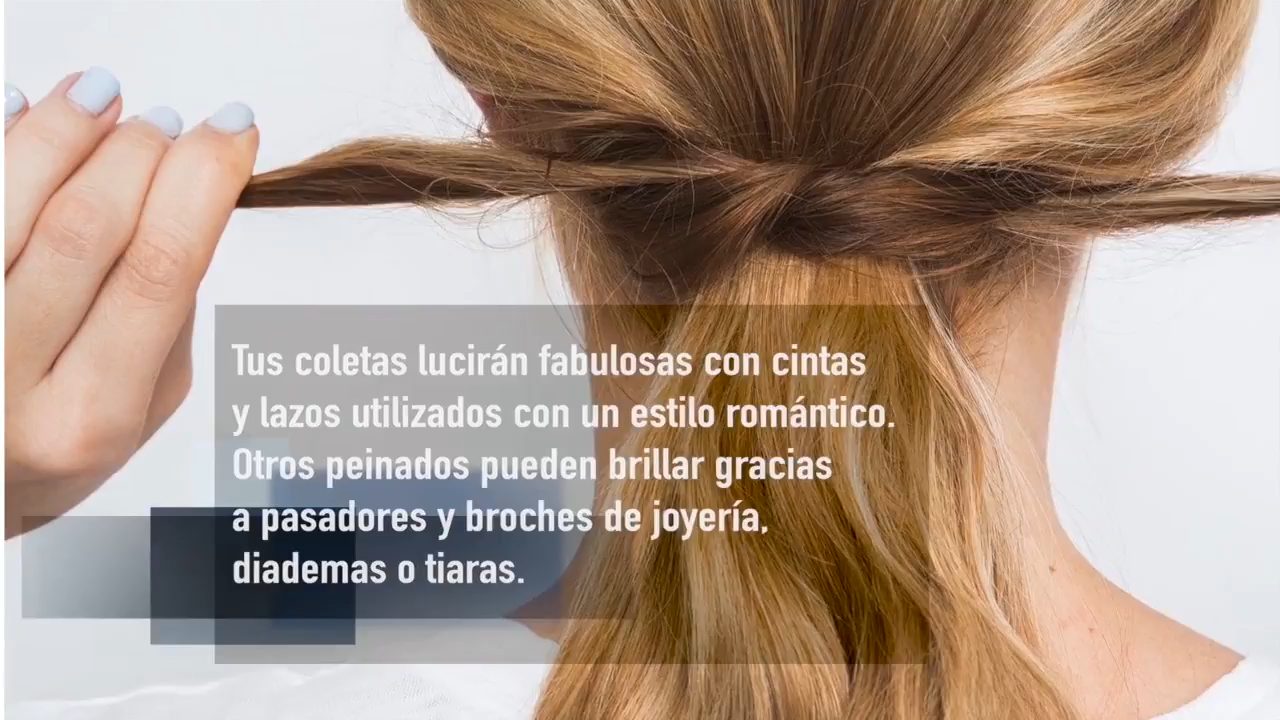 Tus coletas lucirán fabulosas con cintas
y lazos utilizados con un estilo romántico.
Otros peinados pueden brillar gracias
a pasadores y broches de joyería,
diademas o tiaras.